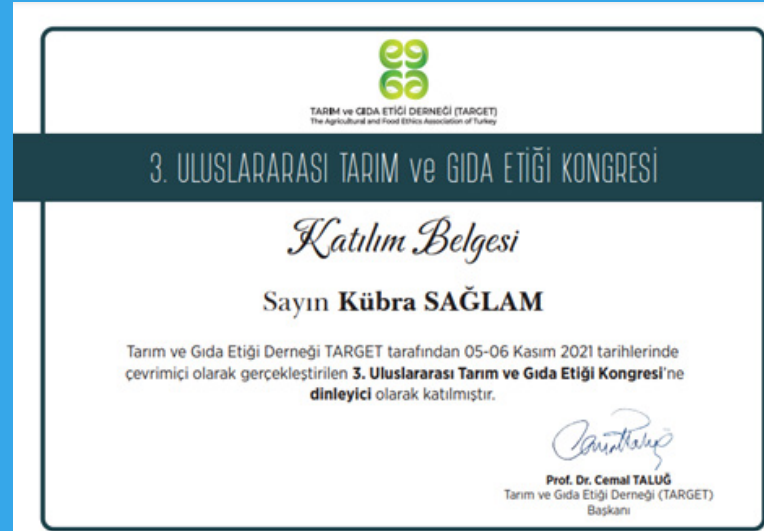 TARIM ve GIDA ETİĞİ DERNEĞİ (TARGET)
The Agricultural and Food Ethics Association of Turkey
3. ULUSLARARASI TARIM ve GIDA ETİĞİ KONGRESİ
Katılım Belgesi
Sayın Kübra SAĞLAM
Tarım ve Gıda Etiği Derneği TARGET tarafından 05-06 Kasım 2021 tarihlerinde
çevrimiçi olarak gerçekleştirilen 3. Uluslararası Tarım ve Gıda Etiği Kongresi'ne
dinleyici olarak katılmıştır.
Prof. Dr. Cemal TALUĞ
Tarım ve Gıda Etiği Derneği (TARGET)
Başkanı